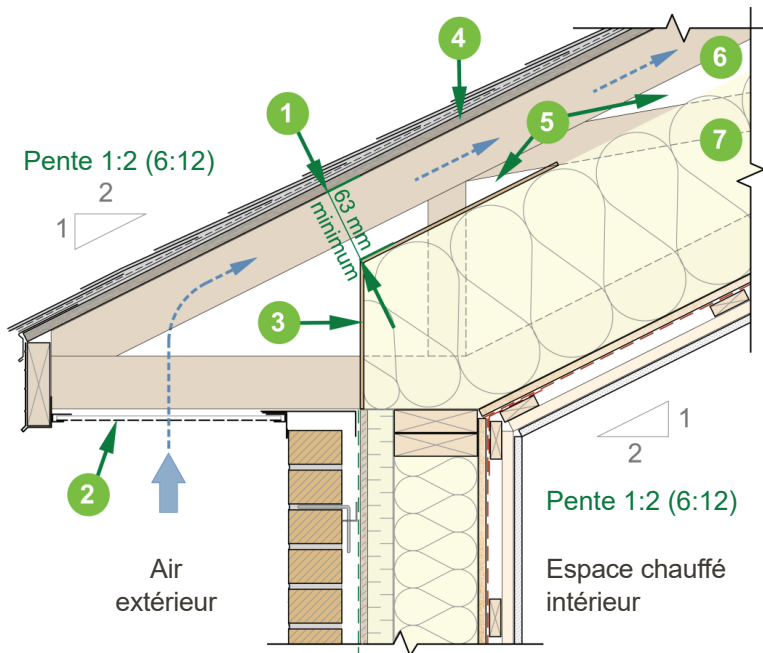 4
6
1
5
7
Pente 1:2 (6:12)
2
1
63 mm
minimum
3
2
1
2
Pente 1:2 (6:12)
Air
extérieur
Espace chauffé
intérieur